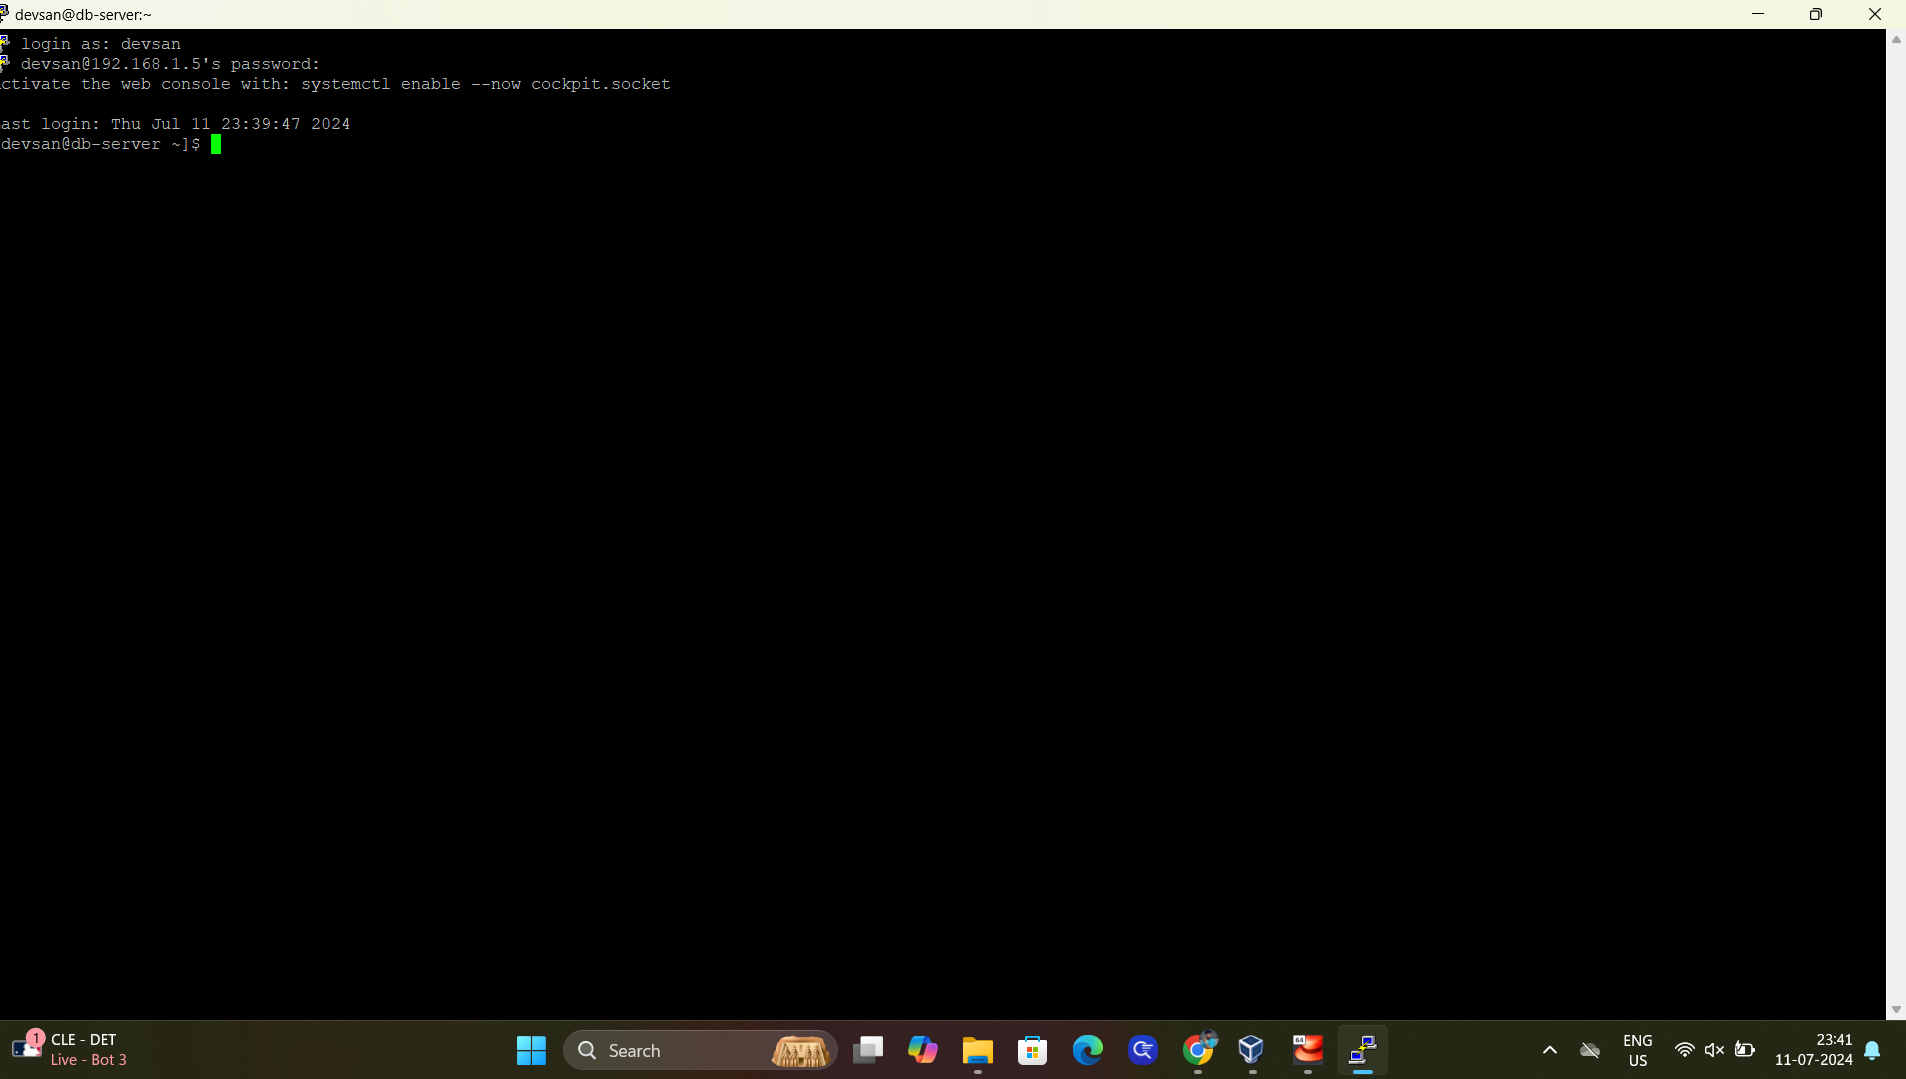 devsan@db-server:~
login as: devsan
devsan@192.168.1.5's password:
ctivate the web console with: systemctl enable --now cockpit.socket
ast login: Thu Jul 11 23:39:47 2024
devsan@db-server ~]$
1
CLE - DET
Live - Bot 3
Search
64
ENG
US
23:41
11-07-2024